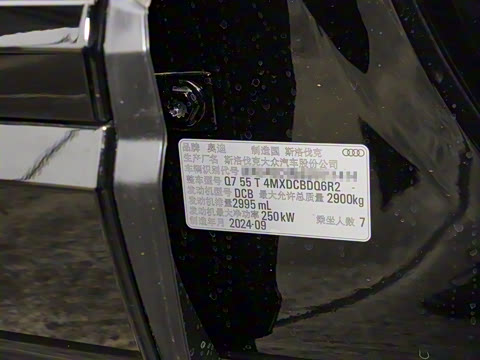 品牌 奥迪 制造国 斯洛伐克
生产厂名 斯洛伐克大众汽车股份公司
车辆识别代号
整车型号 Q7 55 T 4MXDCBDQ6R2 -
发动机型号 DCB 最大允许总质量 2900kg
发动机排量 2995 mL
发动机最大净功率 250 kW 乘坐人数 7
制造年月 2024-09